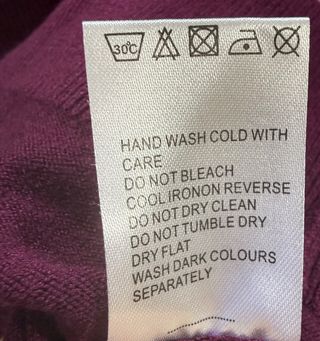 30°C
HAND WASH COLD WITH
CARE
DO NOT BLEACH
COOL IRONON REVERSE
DO NOT DRY CLEAN
DO NOT TUMBLE DRY
DRY FLAT
WASH DARK COLOURS
SEPARATELY